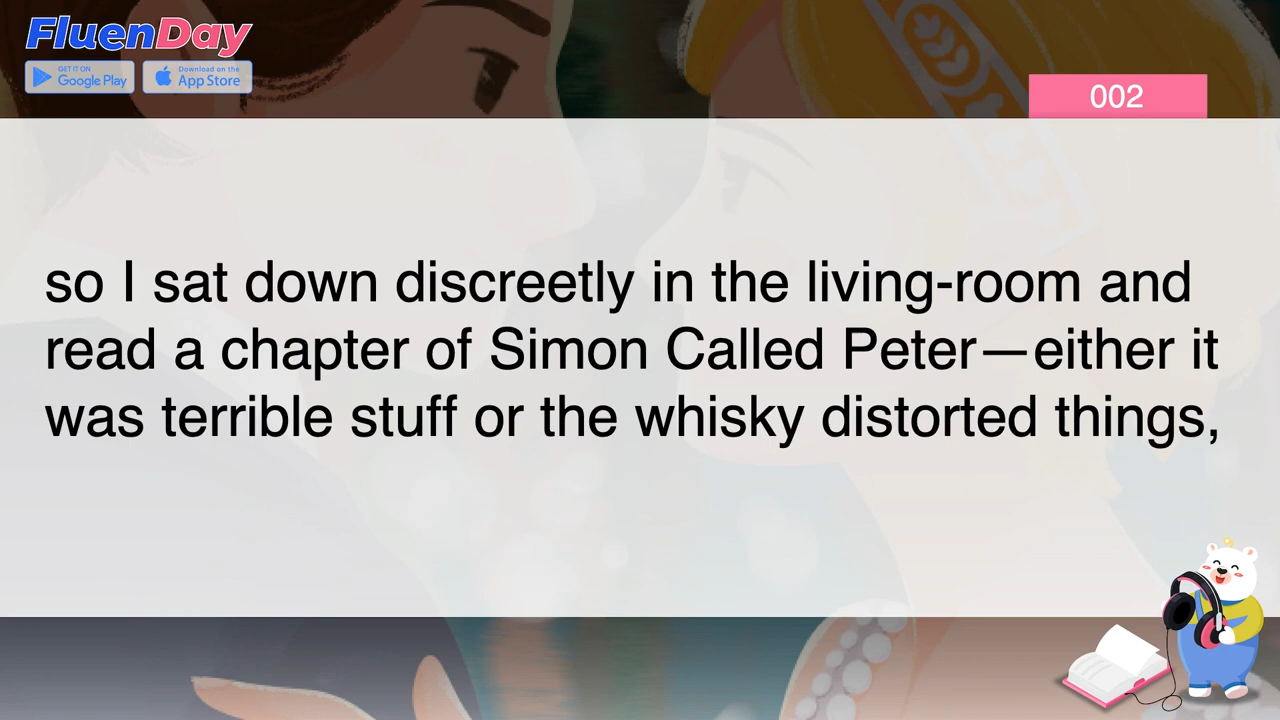 FluenDay
GET IT ON
Google Play
Download on the
App Store
002
so I sat down discreetly in the living-room and
read a chapter of Simon Called Peter—either it
was terrible stuff or the whisky distorted things,